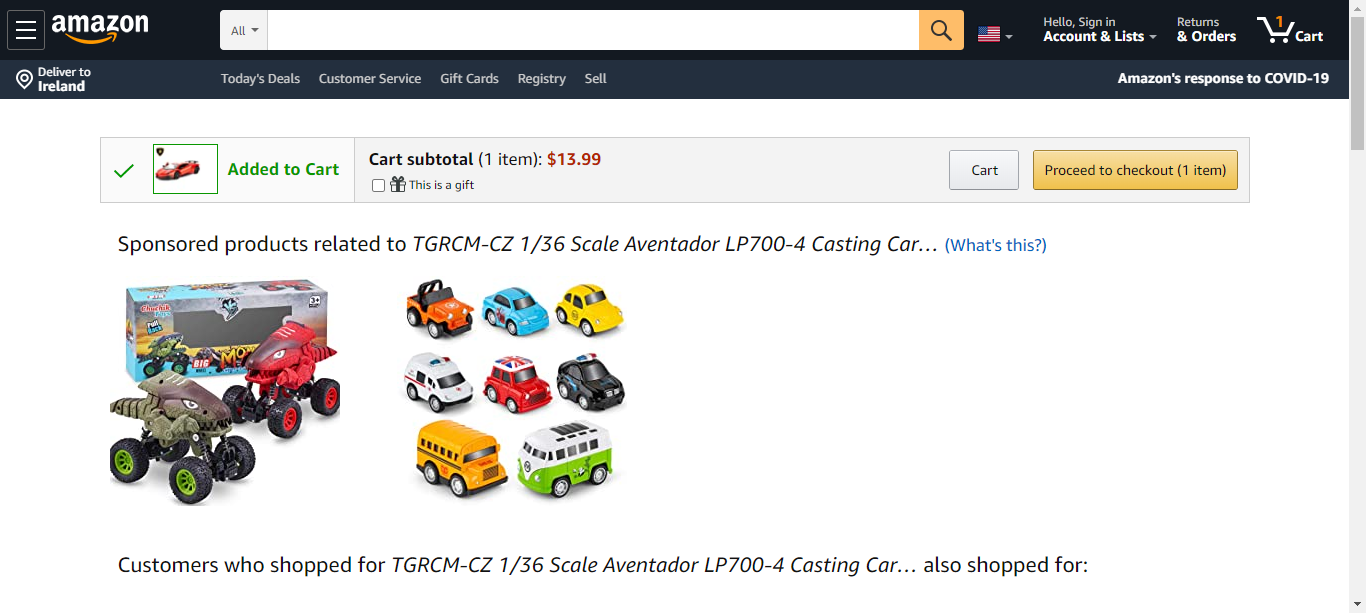 amazon
All
Hello, Sign in
Account & Lists
Returns
& Orders
1
Cart
Deliver to
Ireland
Today's Deals
Customer Service
Gift Cards
Registry
Sell
Amazon's response to COVID-19
Added to Cart
Cart subtotal (1 item): $13.99
This is a gift
Cart
Proceed to checkout (1 item)
Sponsored products related to TGRCM-CZ 1/36 Scale Aventador LP700-4 Casting Car… (What's this?)
3+
Pull
Back
BIG
Customers who shopped for TGRCM-CZ 1/36 Scale Aventador LP700-4 Casting Car… also shopped for: